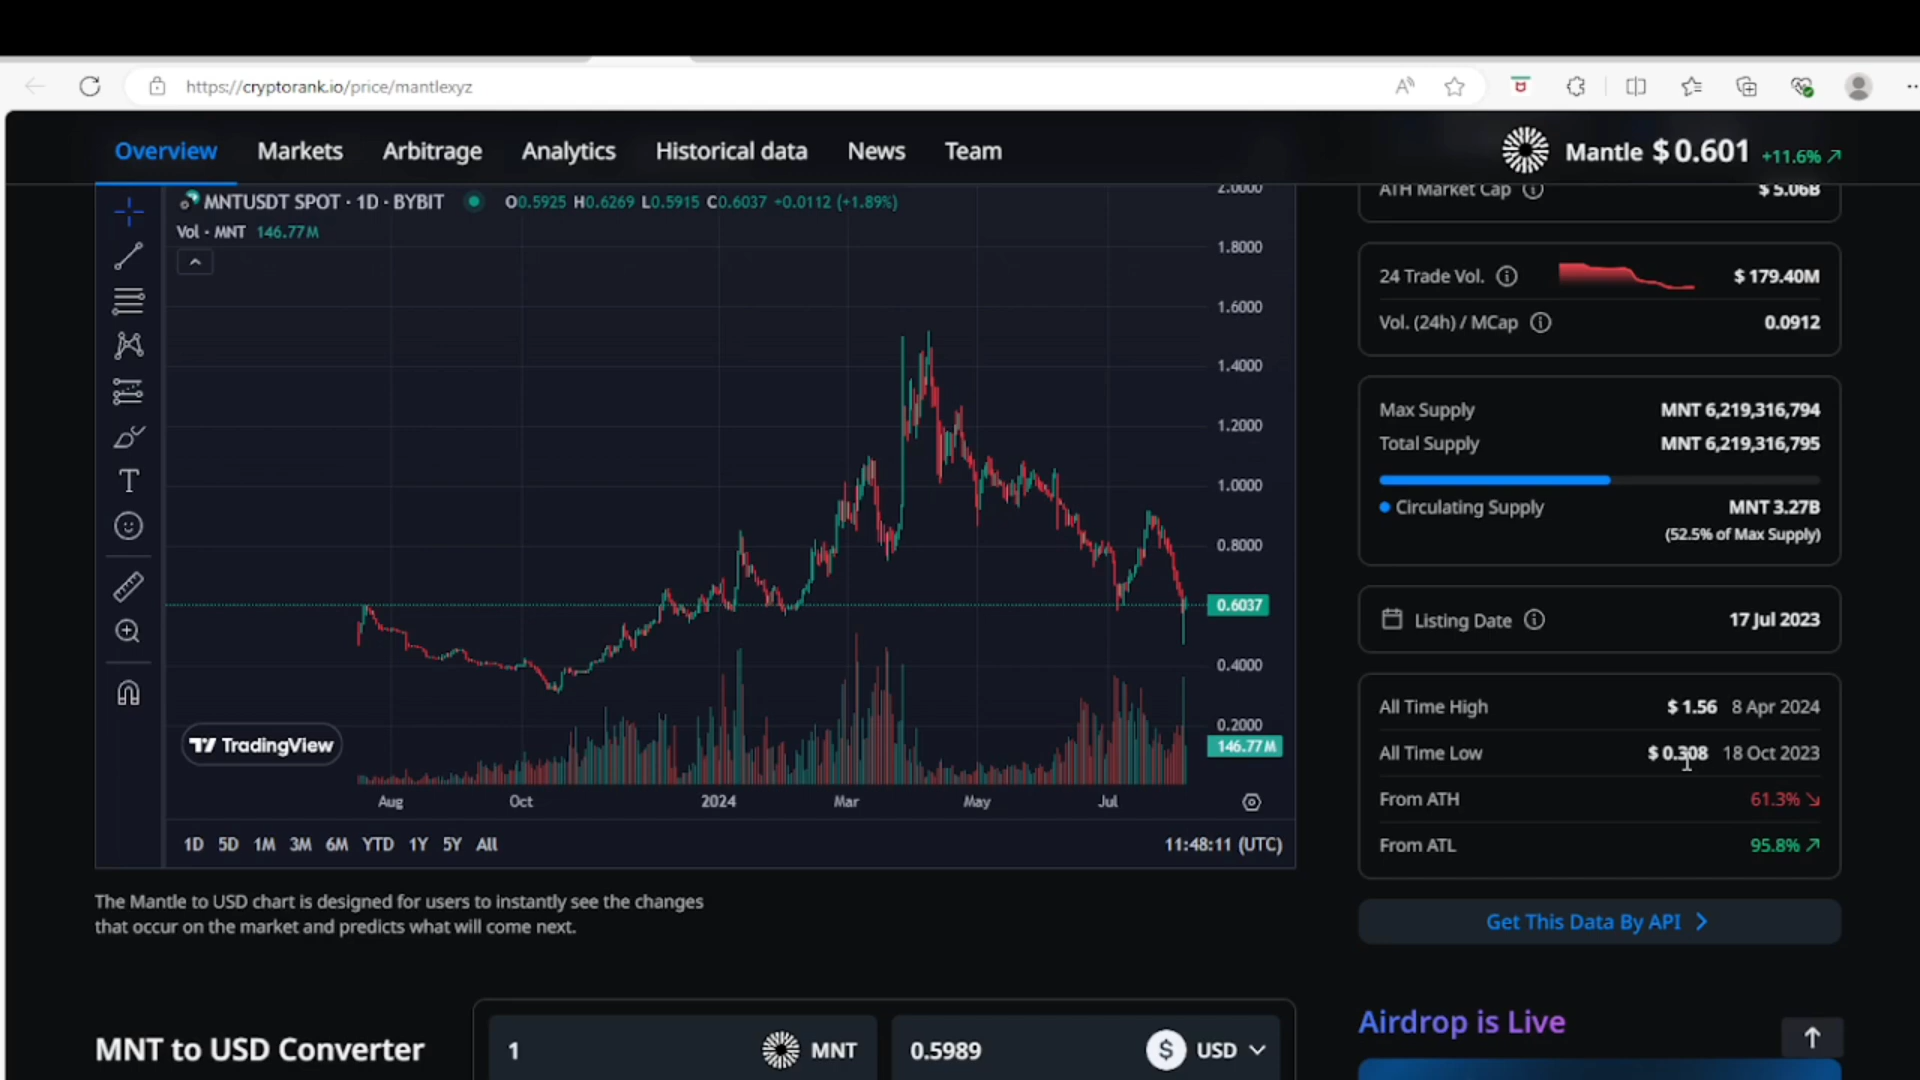 https://cryptorank.io/price/mantlexyz
Overview Markets Arbitrage Analytics Historical data News Team
Mantle $ 0.601 +11.6%
MNTUSDT SPOT · 1D · BYBIT O0.5925 H0.6269 L0.5915 C0.6037 +0.0112 (+1.89%)
Vol · MNT 146.77M
2.0000
1.8000
1.6000
1.4000
1.2000
1.0000
0.8000
0.6037
0.4000
0.2000
146.77M
TradingView
Aug Oct 2024 Mar May Jul
1D 5D 1M 3M 6M YTD 1Y 5Y All 11:48:11 (UTC)
The Mantle to USD chart is designed for users to instantly see the changes
that occur on the market and predicts what will come next.
MNT to USD Converter
1 MNT
0.5989 $ USD
ATH Market Cap $ 5.06B
24 Trade Vol. $ 179.40M
Vol. (24h) / MCap 0.0912
Max Supply MNT 6,219,316,794
Total Supply MNT 6,219,316,795
Circulating Supply MNT 3.27B
(52.5% of Max Supply)
Listing Date 17 Jul 2023
All Time High $ 1.56 8 Apr 2024
All Time Low $ 0.308 18 Oct 2023
From ATH 61.3%
From ATL 95.8%
Get This Data By API
Airdrop is Live